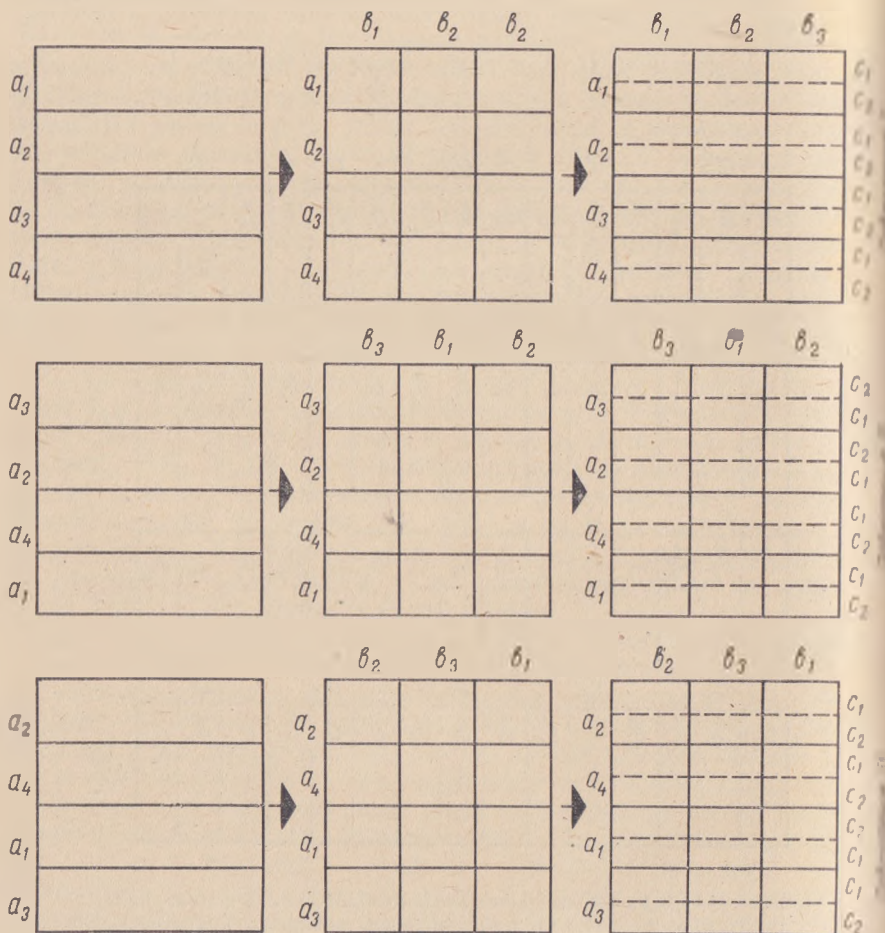 в₁ в₂ в₂ в₁ в₂ в₃
a₁ a₁ a₁ c₁
c₂
a₂ a₂ a₂
c₁
a₃ a₃ a₃ c₂
c₁
a₄ a₄ a₄ c₂
в₃ в₁ в₂ в₃ в₂
a₃ a₃ a₃ c₂
c₁
a₂ a₂ a₂ c₂
c₁
a₄ a₄ a₄ c₁
c₂
a₁ a₁ a₁ c₁
c₂
в₂ в₃ в₁ в₂ в₃ в₁
a₂ a₂ a₂ c₁
c₂
a₄ a₄ a₄ c₁
c₂
a₁ a₁ a₁ c₂
c₁
a₃ a₃ a₃ c₁
c₂